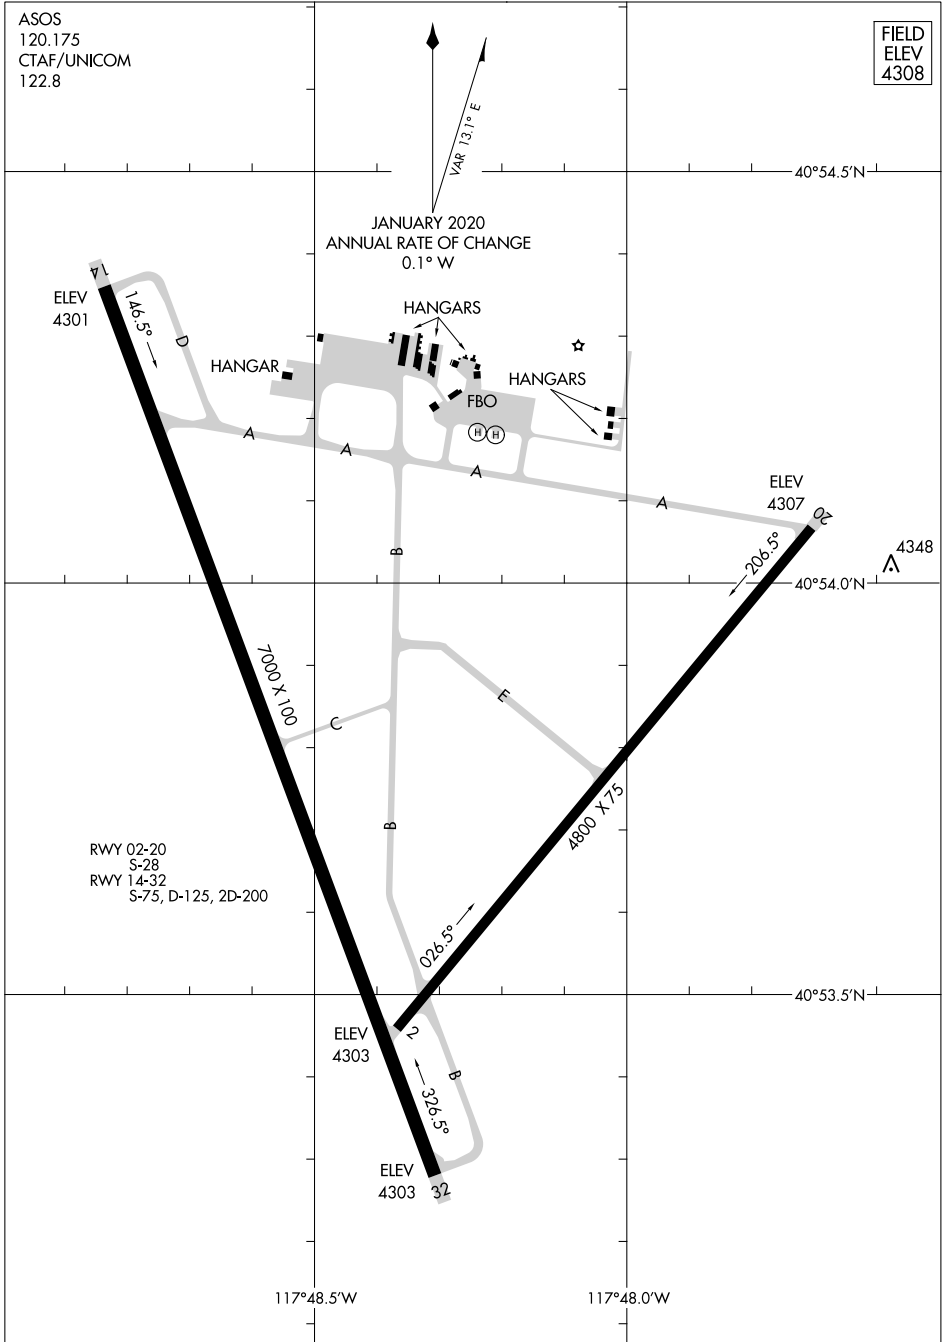 ASOS
120.175
CTAF/UNICOM
122.8
FIELD
ELEV
4308
VAR 13.1° E
40°54.5'N
JANUARY 2020
ANNUAL RATE OF CHANGE
0.1° W
14
ELEV
4301
146.5°
D
HANGARS
HANGAR
HANGARS
FBO
H
H
A
A
A
A
ELEV
4307
20
206.5°
4348
40°54.0'N
B
7000 X 100
E
C
4800 X 75
B
RWY 02-20
S-28
RWY 14-32
S-75, D-125, 2D-200
026.5°
40°53.5'N
ELEV
4303
2
B
326.5°
ELEV
4303
32
117°48.5'W
117°48.0'W